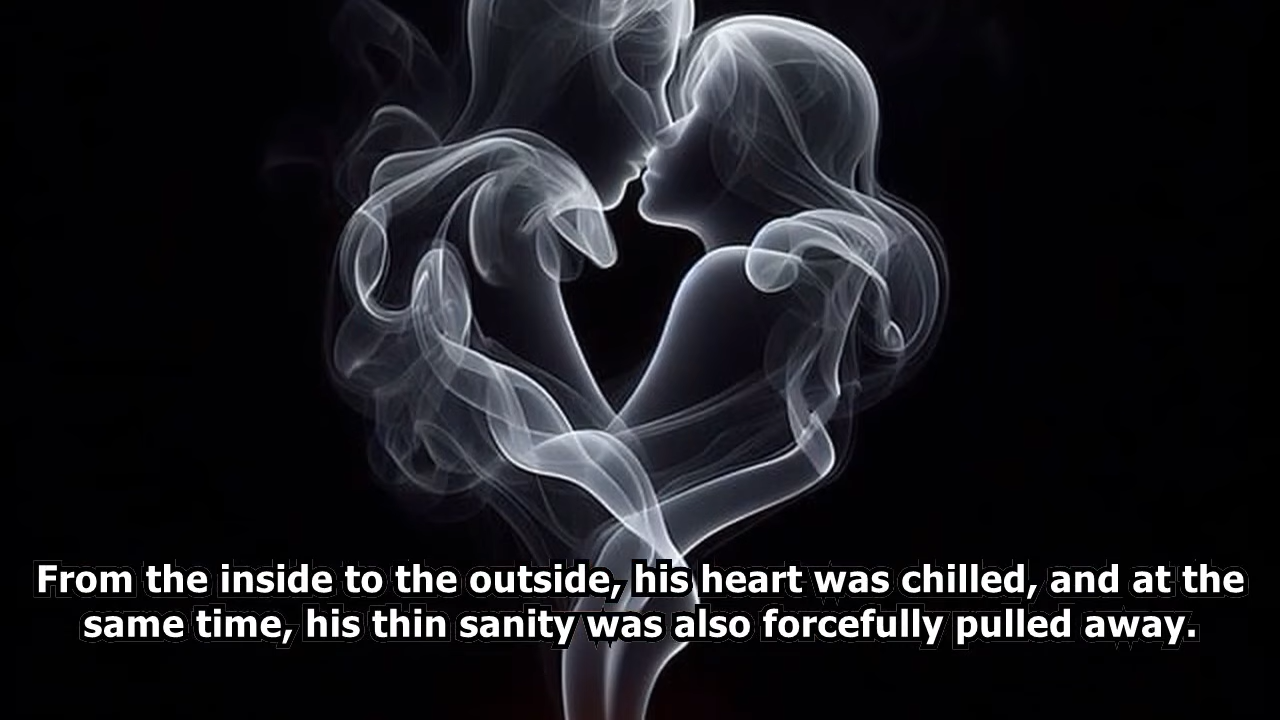 From the inside to the outside, his heart was chilled, and at the
same time, his thin sanity was also forcefully pulled away.